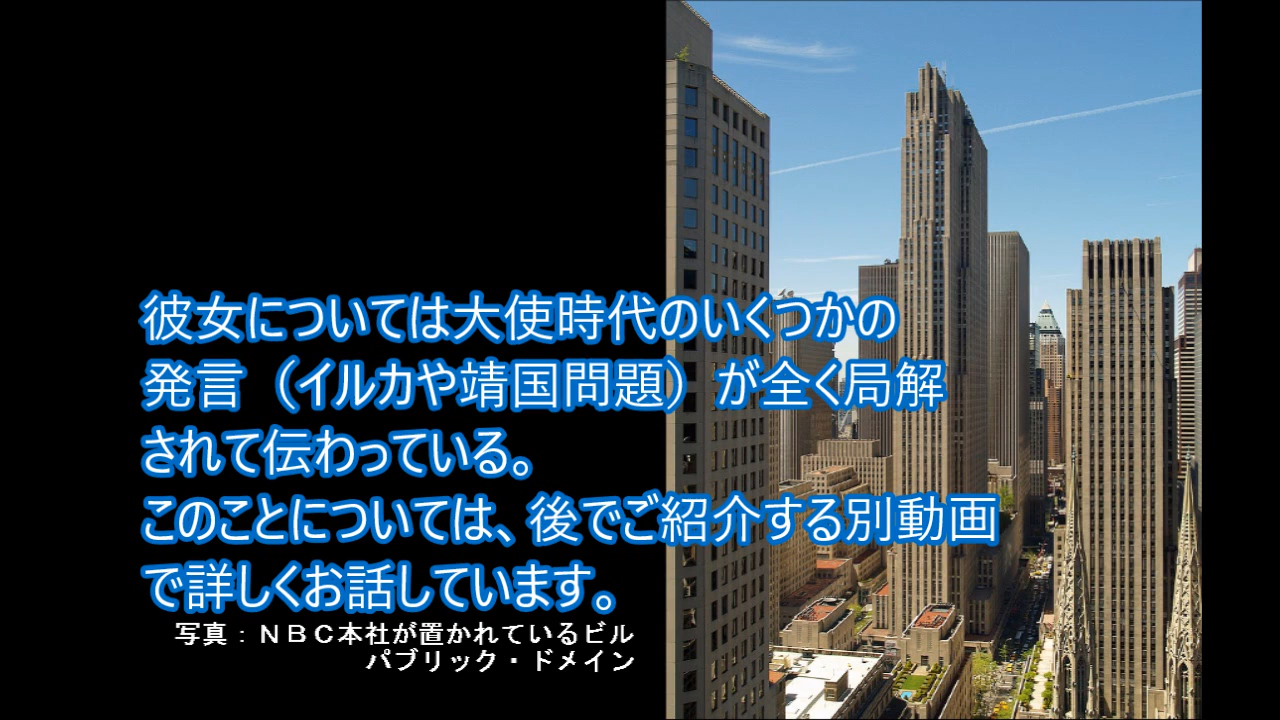 彼女については大使時代のいくつかの
発言（イルカや靖国問題）が全く局解
されて伝わっている。
このことについては、後でご紹介する別動画
で詳しくお話しています。
写真：ＮＢＣ本社が置かれているビル
パブリック・ドメイン